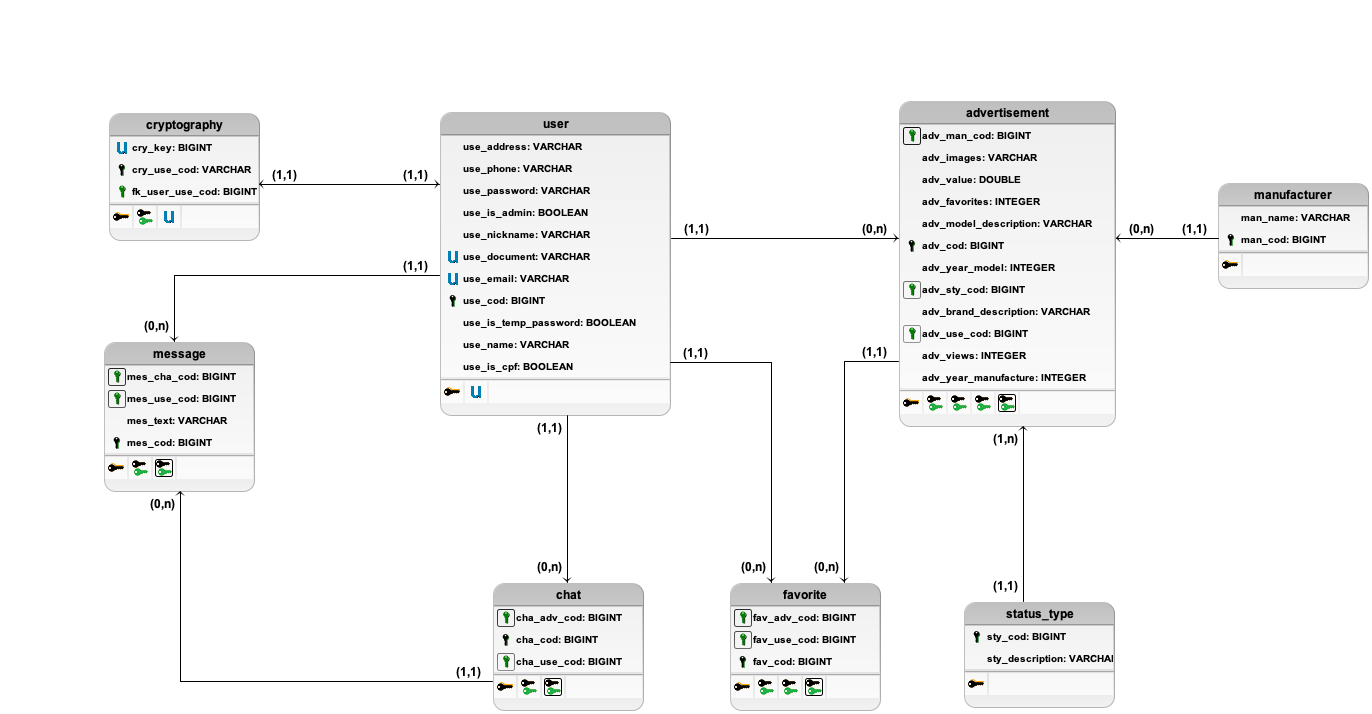 cryptography
cry_key: BIGINT
cry_use_cod: VARCHAR
fk_user_use_cod: BIGINT
(1,1)
(1,1)
user
use_address: VARCHAR
use_phone: VARCHAR
use_password: VARCHAR
use_is_admin: BOOLEAN
use_nickname: VARCHAR
use_document: VARCHAR
use_email: VARCHAR
use_cod: BIGINT
use_is_temp_password: BOOLEAN
use_name: VARCHAR
use_is_cpf: BOOLEAN
(1,1)
(0,n)
advertisement
adv_man_cod: BIGINT
adv_images: VARCHAR
adv_value: DOUBLE
adv_favorites: INTEGER
adv_model_description: VARCHAR
adv_cod: BIGINT
adv_year_model: INTEGER
adv_sty_cod: BIGINT
adv_brand_description: VARCHAR
adv_use_cod: BIGINT
adv_views: INTEGER
adv_year_manufacture: INTEGER
(0,n)
(1,1)
manufacturer
man_name: VARCHAR
man_cod: BIGINT
(1,1)
(0,n)
message
mes_cha_cod: BIGINT
mes_use_cod: BIGINT
mes_text: VARCHAR
mes_cod: BIGINT
(0,n)
(1,1)
(1,1)
(0,n)
chat
cha_adv_cod: BIGINT
cha_cod: BIGINT
cha_use_cod: BIGINT
(1,1)
(0,n)
(1,1)
(0,n)
favorite
fav_adv_cod: BIGINT
fav_use_cod: BIGINT
fav_cod: BIGINT
(1,n)
(1,1)
status_type
sty_cod: BIGINT
sty_description: VARCHAI